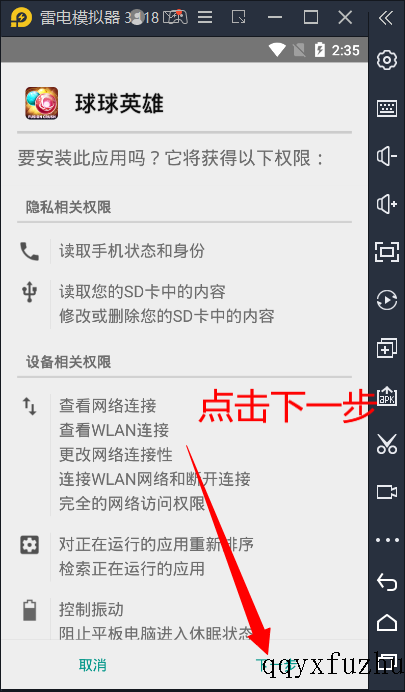 雷电模拟器 3.18
2:35
FUSION CRUSH
球球英雄
要安装此应用吗？它将获得以下权限：
隐私相关权限
读取手机状态和身份
读取您的SD卡中的内容
修改或删除您的SD卡中的内容
设备相关权限
查看网络连接
点击下一步
查看WLAN连接
APK
更改网络连接性
连接WLAN网络和断开连接
完全的网络访问权限
对正在运行的应用重新排序
检索正在运行的应用
控制振动
阻止平板电脑进入休眠状态
取消
下一步
qqyxfuzhu